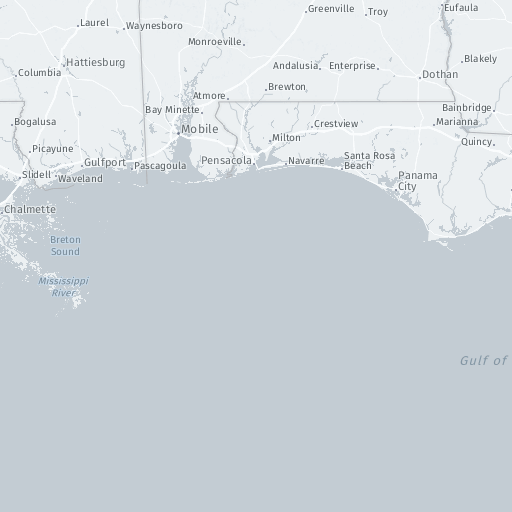 Greenville
Troy
Eufaula
Laurel
Waynesboro
Monroeville
Hattiesburg
Andalusia
Enterprise
Blakely
Columbia
Dothan
Brewton
Atmore
Bay Minette
Bainbridge
Bogalusa
Mobile
Crestview
Marianna
Milton
Quincy
Picayune
Gulfport
Pascagoula
Pensacola
Navarre
Santa Rosa
Beach
Slidell
Waveland
Panama
City
Chalmette
Breton
Sound
Mississippi
River
Gulf of